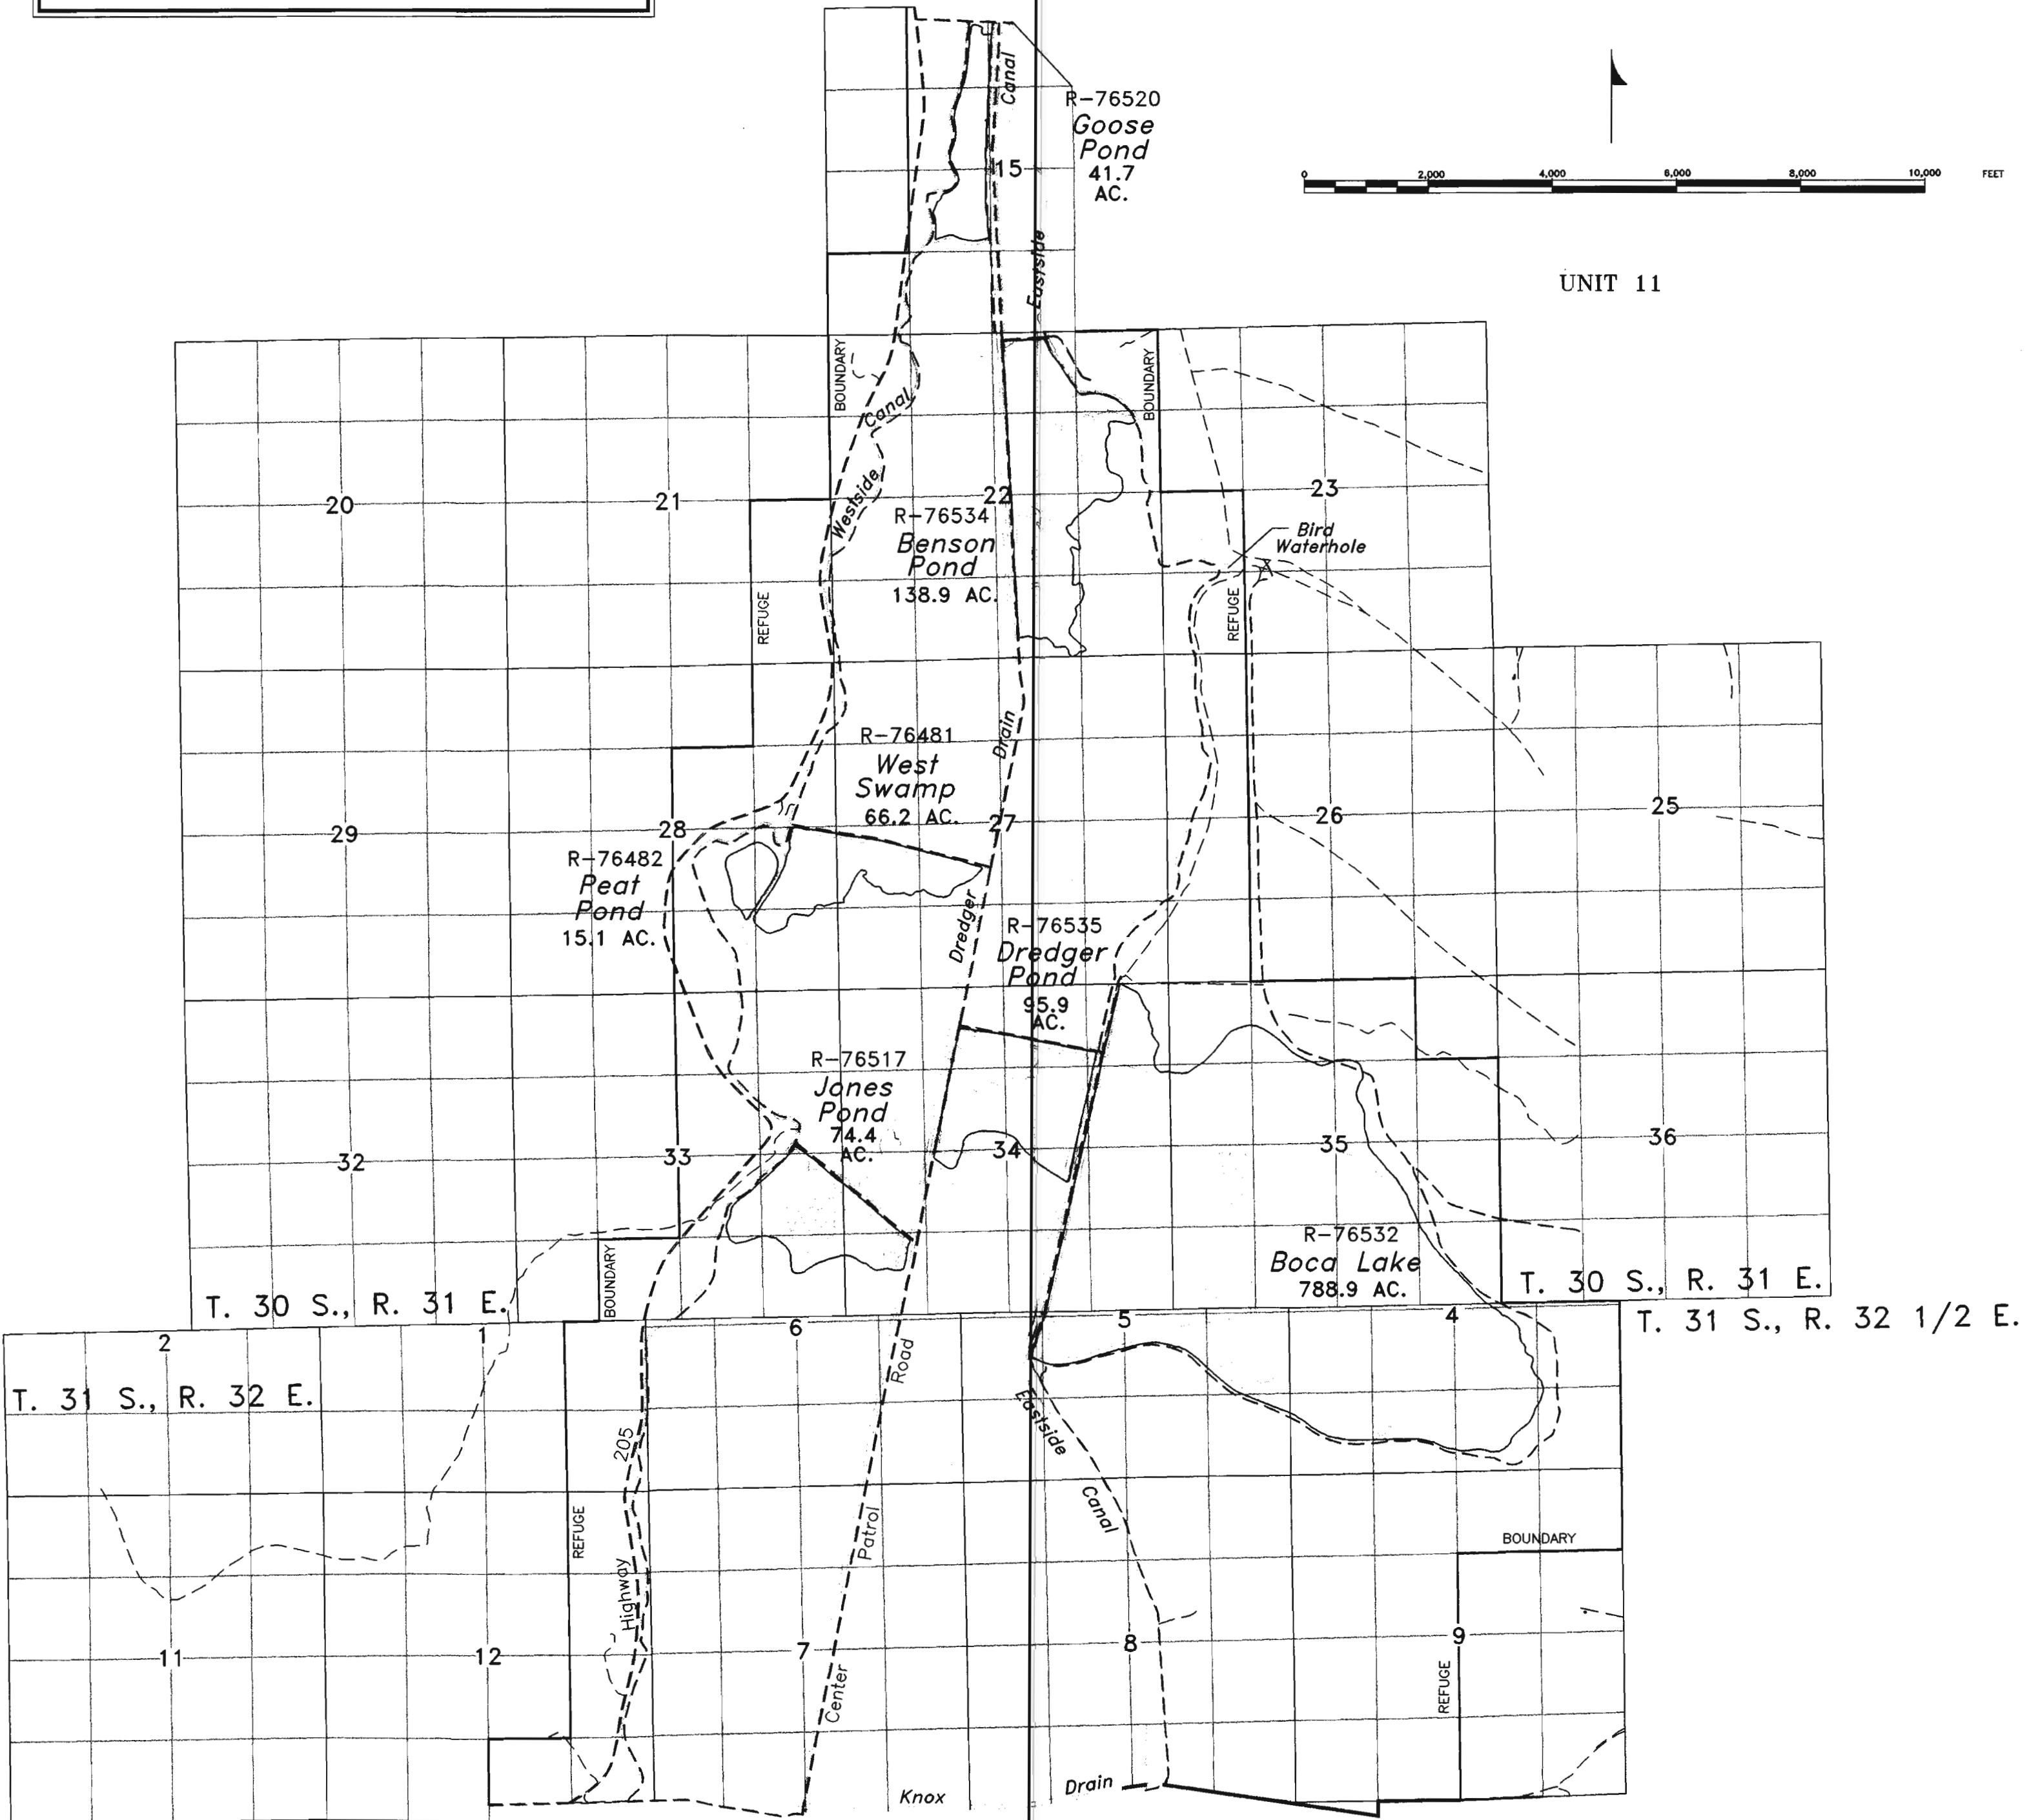 Canal
R-76520
Goose
Pond
41.7
AC.
15
0 2,000 4,000 6,000 8,000 10,000 FEET
UNIT 11
Eastside
BOUNDARY
BOUNDARY
Canal
Westside
20
21
22
23
R-76534
Benson
Pond
138.9 AC.
Bird
Waterhole
REFUGE
REFUGE
R-76481
West
Swamp
66.2 AC.
Drain
29
28
27
26
25
R-76482
Peat
Pond
15.1 AC.
Dredger
R-76535
Dredger
Pond
95.9
AC.
R-76517
Jones
Pond
74.4
AC.
32
33
34
35
36
R-76532
Boca Lake
788.9 AC.
BOUNDARY
T. 30 S., R. 31 E.
T. 30 S., R. 31 E.
T. 31 S., R. 32 1/2 E.
2
1
6
5
4
T. 31 S., R. 32 E.
Road
Eastside
205
Canal
Patrol
REFUGE
BOUNDARY
Highway
11
12
7
8
9
Center
REFUGE
Knox
Drain